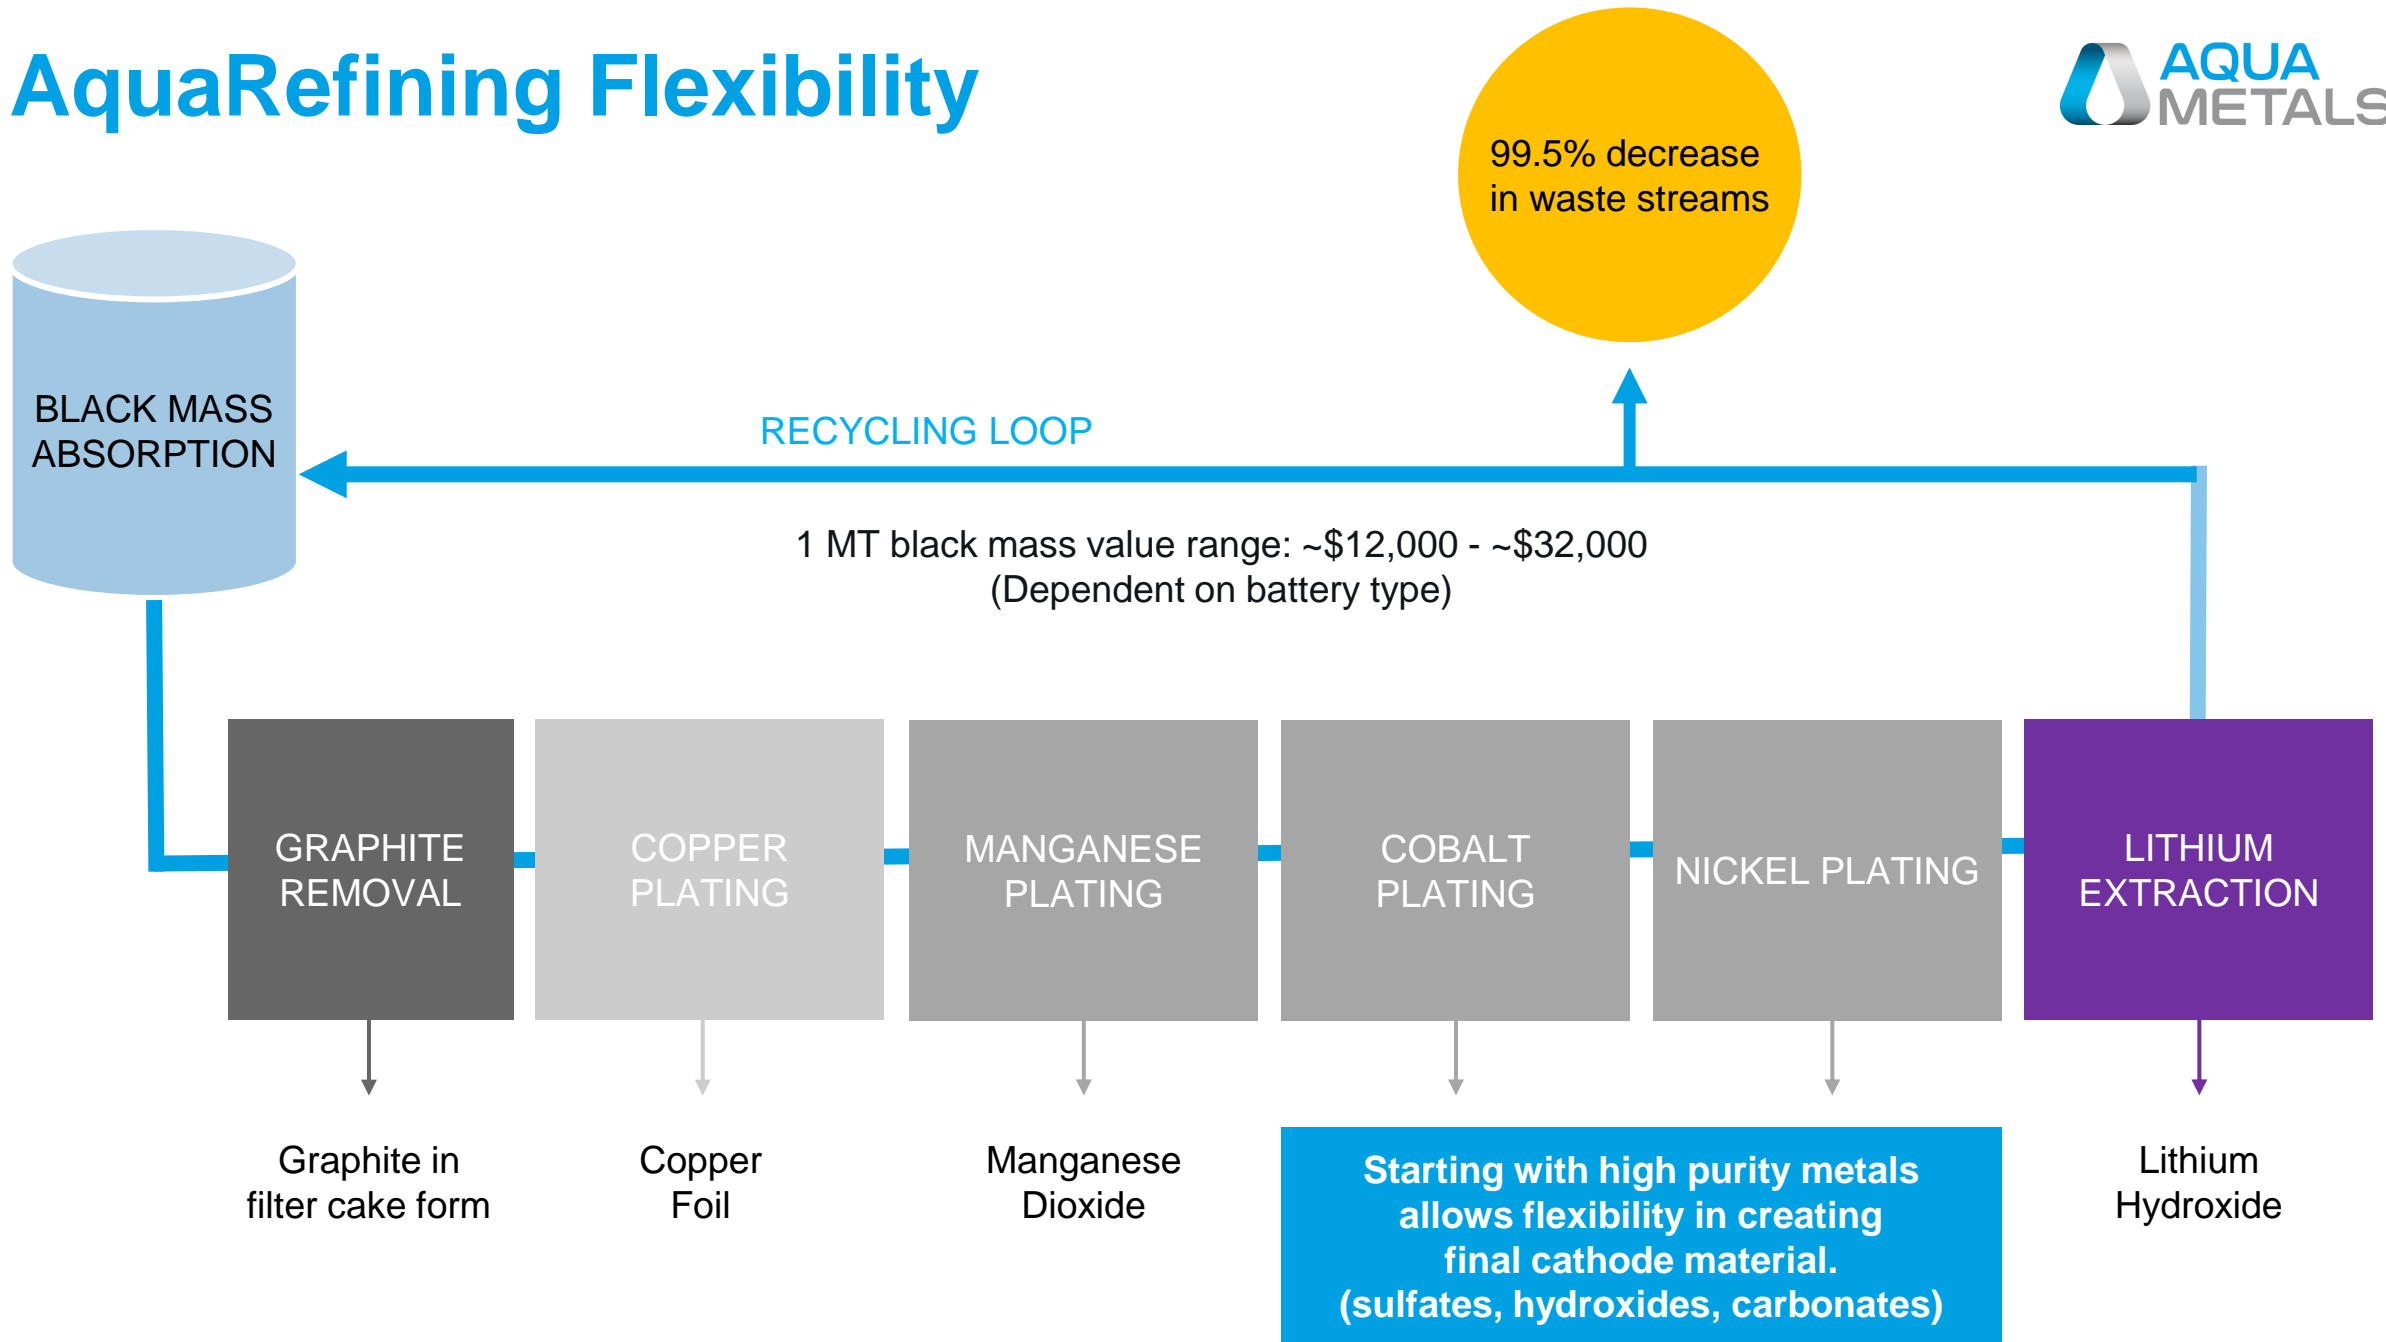 AquaRefining Flexibility
AQUA
METALS
99.5% decrease
in waste streams
BLACK MASS
ABSORPTION
RECYCLING LOOP
1 MT black mass value range: ~$12,000 - ~$32,000
(Dependent on battery type)
GRAPHITE
REMOVAL
COPPER
PLATING
MANGANESE
PLATING
COBALT
PLATING
NICKEL PLATING
LITHIUM
EXTRACTION
Graphite in
filter cake form
Copper
Foil
Manganese
Dioxide
Starting with high purity metals
allows flexibility in creating
final cathode material.
(sulfates, hydroxides, carbonates)
Lithium
Hydroxide